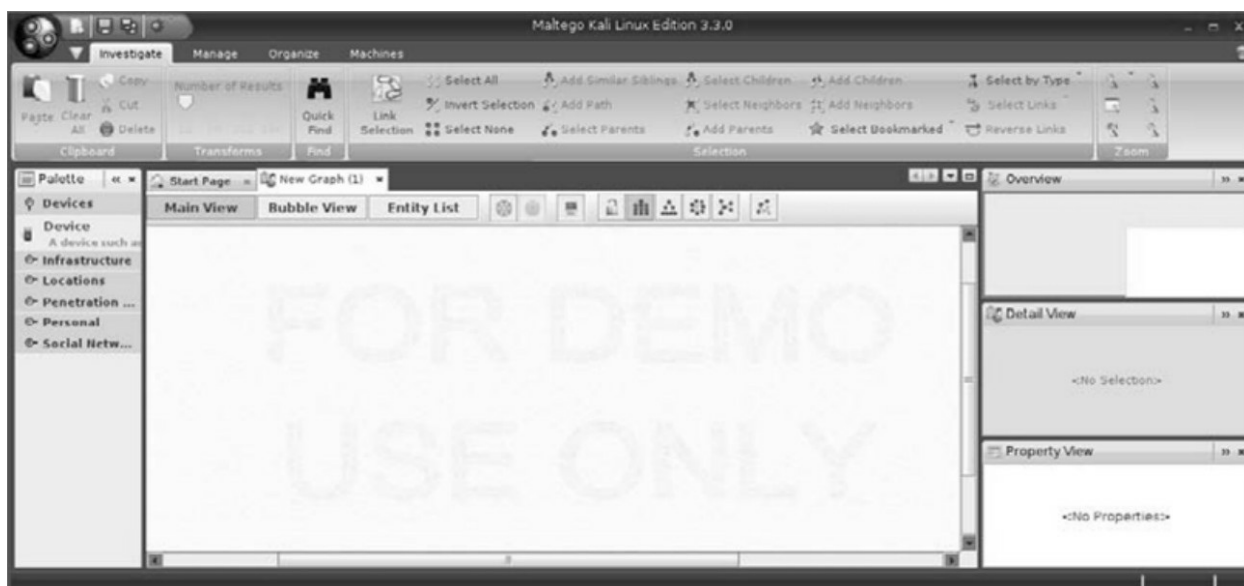 Maltego Kali Linux Edition 3.3.0
Investigate Manage Organize Machines
Paste
Clear All
Copy
Cut
Delete
Clipboard
Number of Results
Transforms
Quick Find
Find
Link Selection
Select All
Invert Selection
Select None
Add Similar Siblings
Add Path
Select Parents
Select Children
Select Neighbors
Add Parents
Add Children
Add Neighbors
Select Bookmarked
Select by Type
Select Links
Reverse Links
Selection
Zoom
Palette
Devices
Device
A device such as
Infrastructure
Locations
Penetration ...
Personal
Social Netw...
Start Page
New Graph (1)
Main View Bubble View Entity List
FOR DEMO
USE ONLY
Overview
Detail View
<No Selection>
Property View
<No Properties>